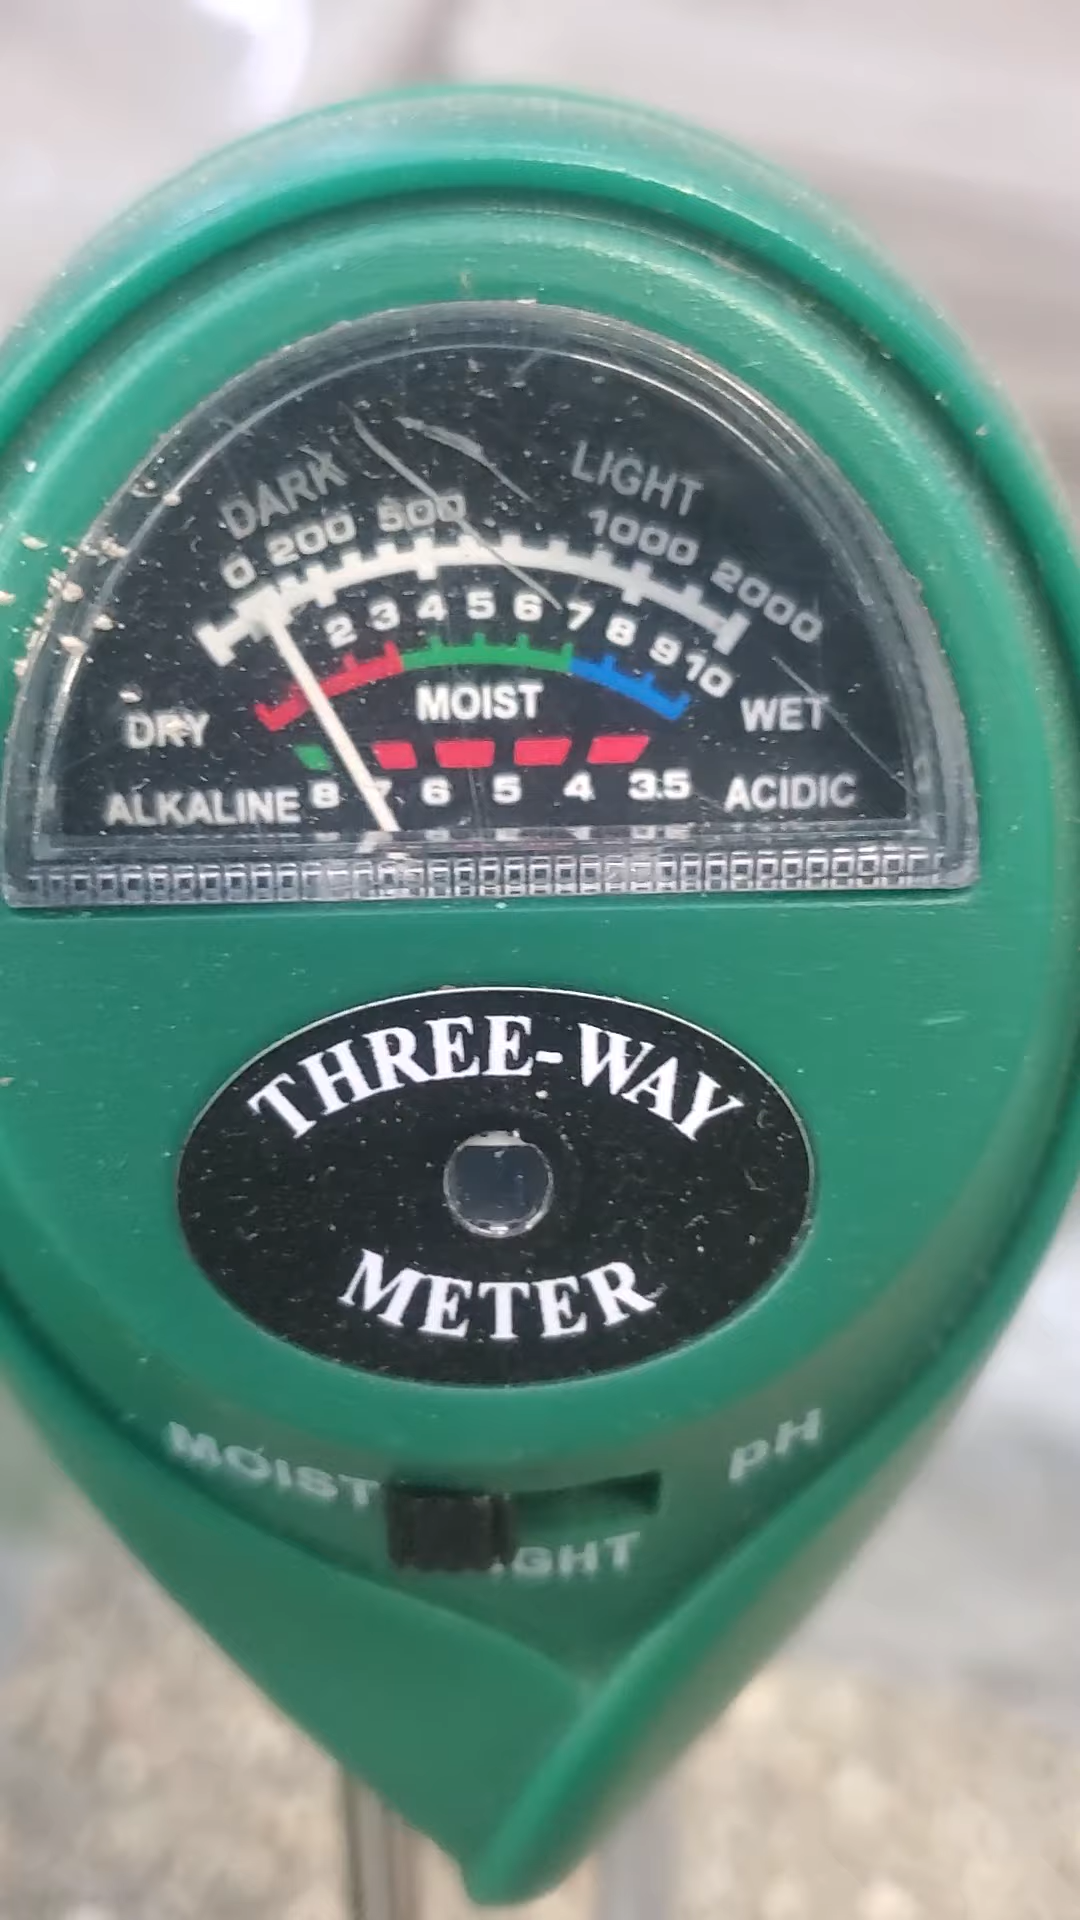 DARK LIGHT
0 200 500 1000 2000
2 3 4 5 6 7 8 9 10
DRY MOIST WET
ALKALINE 8 7 6 5 4 3.5 ACIDIC
THREE-WAY
METER
MOIST pH